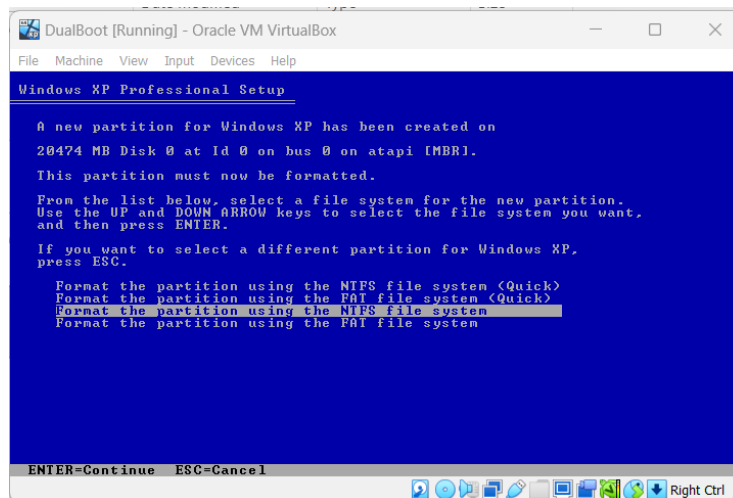 DualBoot [Running] - Oracle VM VirtualBox
File Machine View Input Devices Help
Windows XP Professional Setup
A new partition for Windows XP has been created on
20474 MB Disk 0 at Id 0 on bus 0 on atapi [MBR].
This partition must now be formatted.
From the list below, select a file system for the new partition.
Use the UP and DOWN ARROW keys to select the file system you want,
and then press ENTER.
If you want to select a different partition for Windows XP,
press ESC.
Format the partition using the NTFS file system (Quick)
Format the partition using the FAT file system (Quick)
Format the partition using the NTFS file system
Format the partition using the FAT file system
ENTER=Continue ESC=Cancel
Right Ctrl